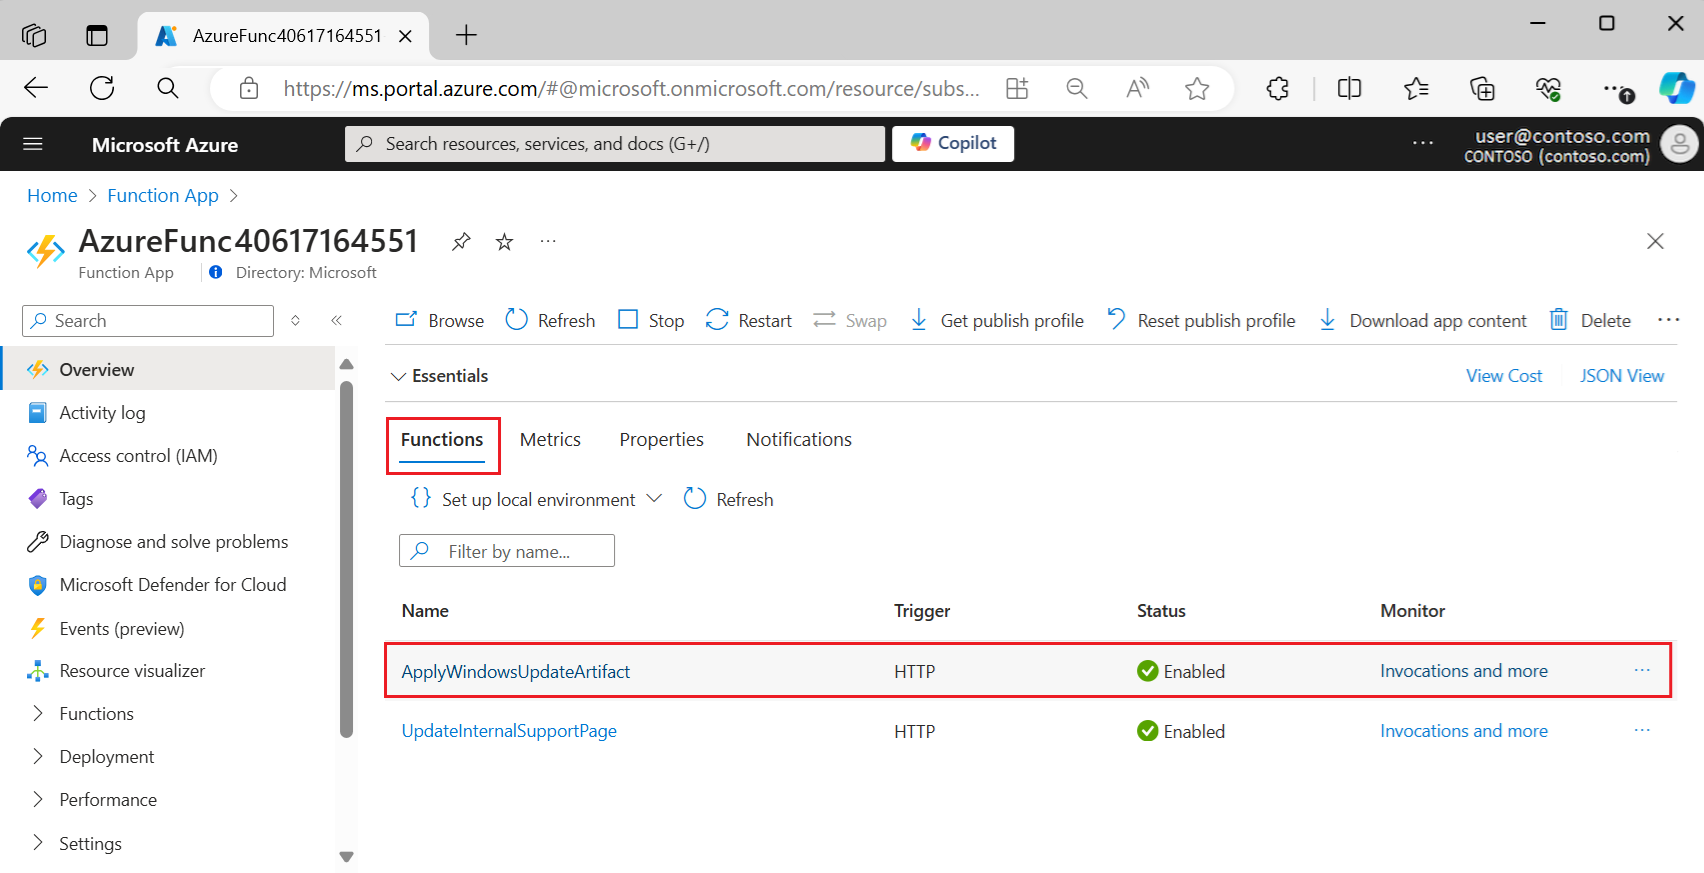 AzureFunc40617164551
https://ms.portal.azure.com/#@microsoft.onmicrosoft.com/resource/subs...
Microsoft Azure
Search resources, services, and docs (G+/)
Copilot
user@contoso.com
CONTOSO (contoso.com)
Home > Function App >
AzureFunc40617164551
Function App
Directory: Microsoft
Search
Browse Refresh Stop Restart Swap Get publish profile Reset publish profile Download app content Delete ...
Overview
Activity log
Access control (IAM)
Tags
Diagnose and solve problems
Microsoft Defender for Cloud
Events (preview)
Resource visualizer
Functions
Deployment
Performance
Settings
Essentials
View Cost
JSON View
Functions Metrics Properties Notifications
{} Set up local environment Refresh
Filter by name...
Name Trigger Status Monitor
ApplyWindowsUpdateArtifact HTTP Enabled Invocations and more ...
UpdateInternalSupportPage HTTP Enabled Invocations and more ...